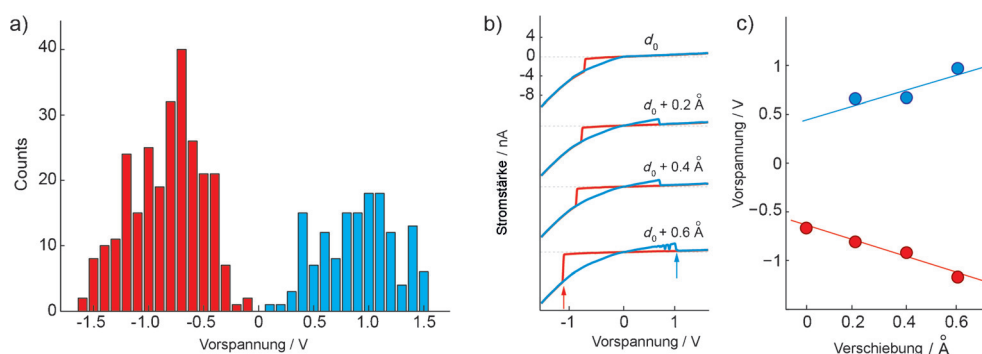 a)
40
30
20
10
0
Counts
-1.5
-1.0
-0.5
0
0.5
1.0
1.5
Vorspannung / V
b)
4
0
-4
-8
Stromstärke / nA
d0
d0 + 0.2 Å
d0 + 0.4 Å
d0 + 0.6 Å
-1
0
1
Vorspannung / V
c)
1
0.5
0
−0.5
−1
Vorspannung / V
0
0.2
0.4
0.6
Verschiebung / Å